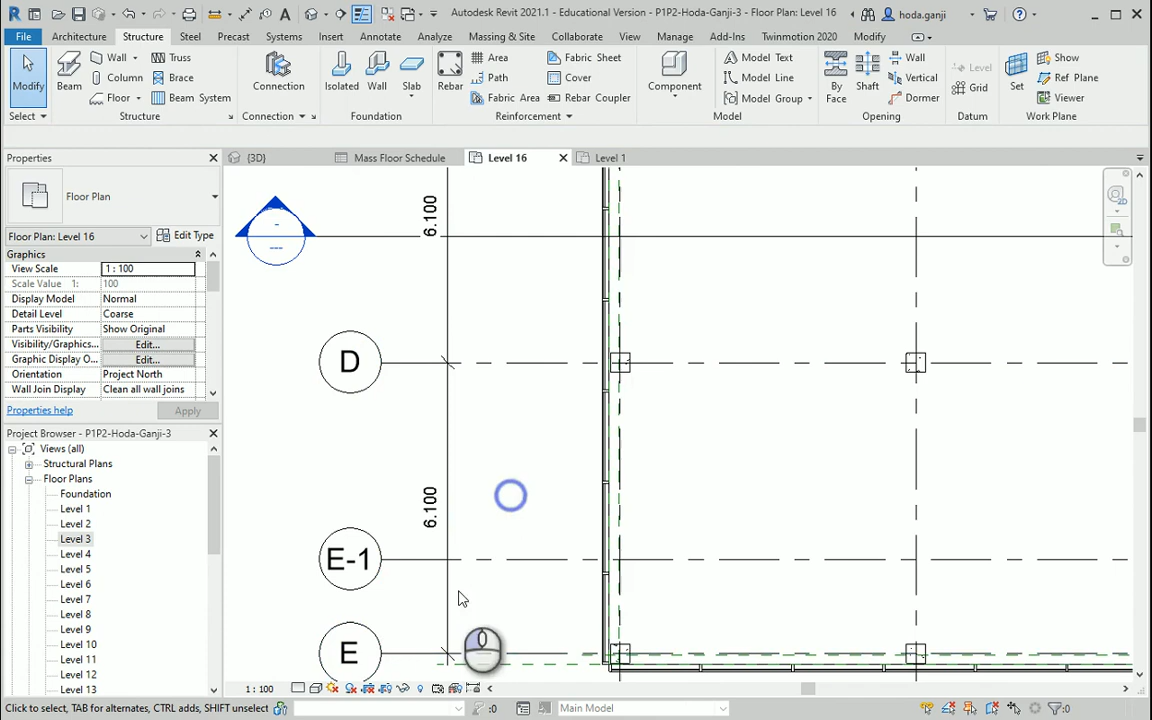 Autodesk Revit 2021.1 - Educational Version - P1P2-Hoda-Ganji-3 - Floor Plan: Level 16
hoda.ganji
File Architecture Structure Steel Precast Systems Insert Annotate Analyze Massing & Site Collaborate View Manage Add-Ins Twinmotion 2020 Modify
Modify
Beam
Wall
Column
Floor
Truss
Brace
Beam System
Connection
Isolated
Wall
Slab
Rebar
Area
Path
Fabric Area
Fabric Sheet
Cover
Rebar Coupler
Component
Model Text
Model Line
Model Group
By Face
Shaft
Wall
Vertical
Dormer
Level
Grid
Set
Show
Ref Plane
Viewer
Select
Structure
Connection
Foundation
Reinforcement
Model
Opening
Datum
Work Plane
Properties
{3D}
Mass Floor Schedule
Level 16
Level 1
Floor Plan
Floor Plan: Level 16
Edit Type
Graphics
View Scale 1 : 100
Scale Value 1: 100
Display Model Normal
Detail Level Coarse
Parts Visibility Show Original
Visibility/Graphics... Edit...
Graphic Display O... Edit...
Orientation Project North
Wall Join Display Clean all wall joins
Properties help
Apply
Project Browser - P1P2-Hoda-Ganji-3
Views (all)
Structural Plans
Floor Plans
Foundation
Level 1
Level 2
Level 3
Level 4
Level 5
Level 6
Level 7
Level 8
Level 9
Level 10
Level 11
Level 12
Level 13
6.100
D
6.100
E-1
E
1 : 100
Click to select, TAB for alternates, CTRL adds, SHIFT unselect
:0
Main Model
:0